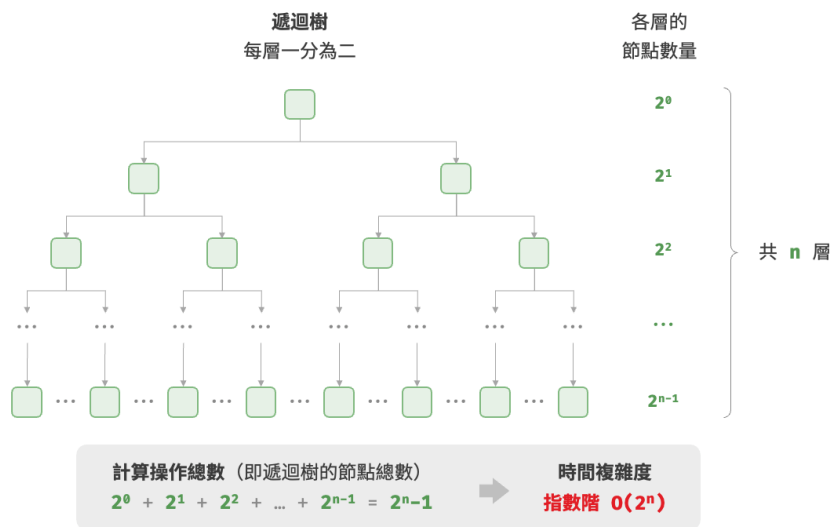 遞迴樹
每層一分為二
各層的
節點數量
2⁰
2¹
2²
共 n 層
... ... ... ... ... ... ... ... ...
... ... ... ... ... ... ... 2ⁿ⁻¹
計算操作總數（即遞迴樹的節點總數）
2⁰ + 2¹ + 2² + … + 2ⁿ⁻¹ = 2ⁿ-1
時間複雜度
指數階 O(2ⁿ)